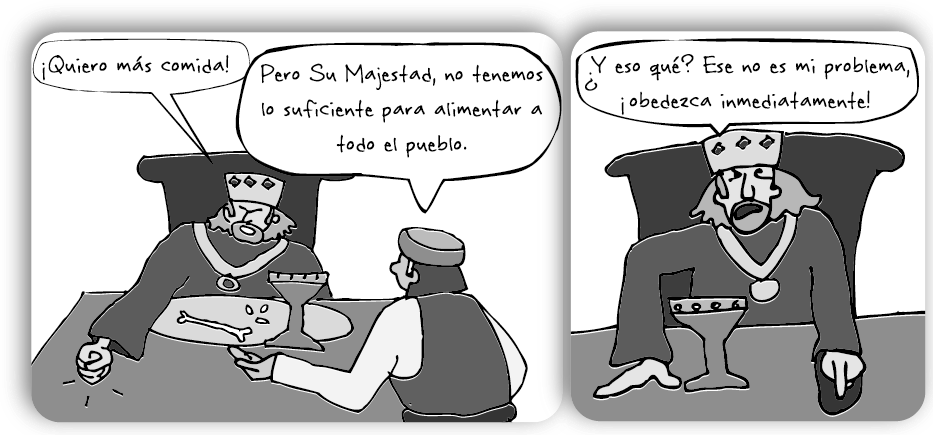 ¡Quiero más comida!
Pero Su Majestad, no tenemos
lo suficiente para alimentar a
todo el pueblo.
¿Y eso qué? Ese no es mi problema,
¡obedezca inmediatamente!